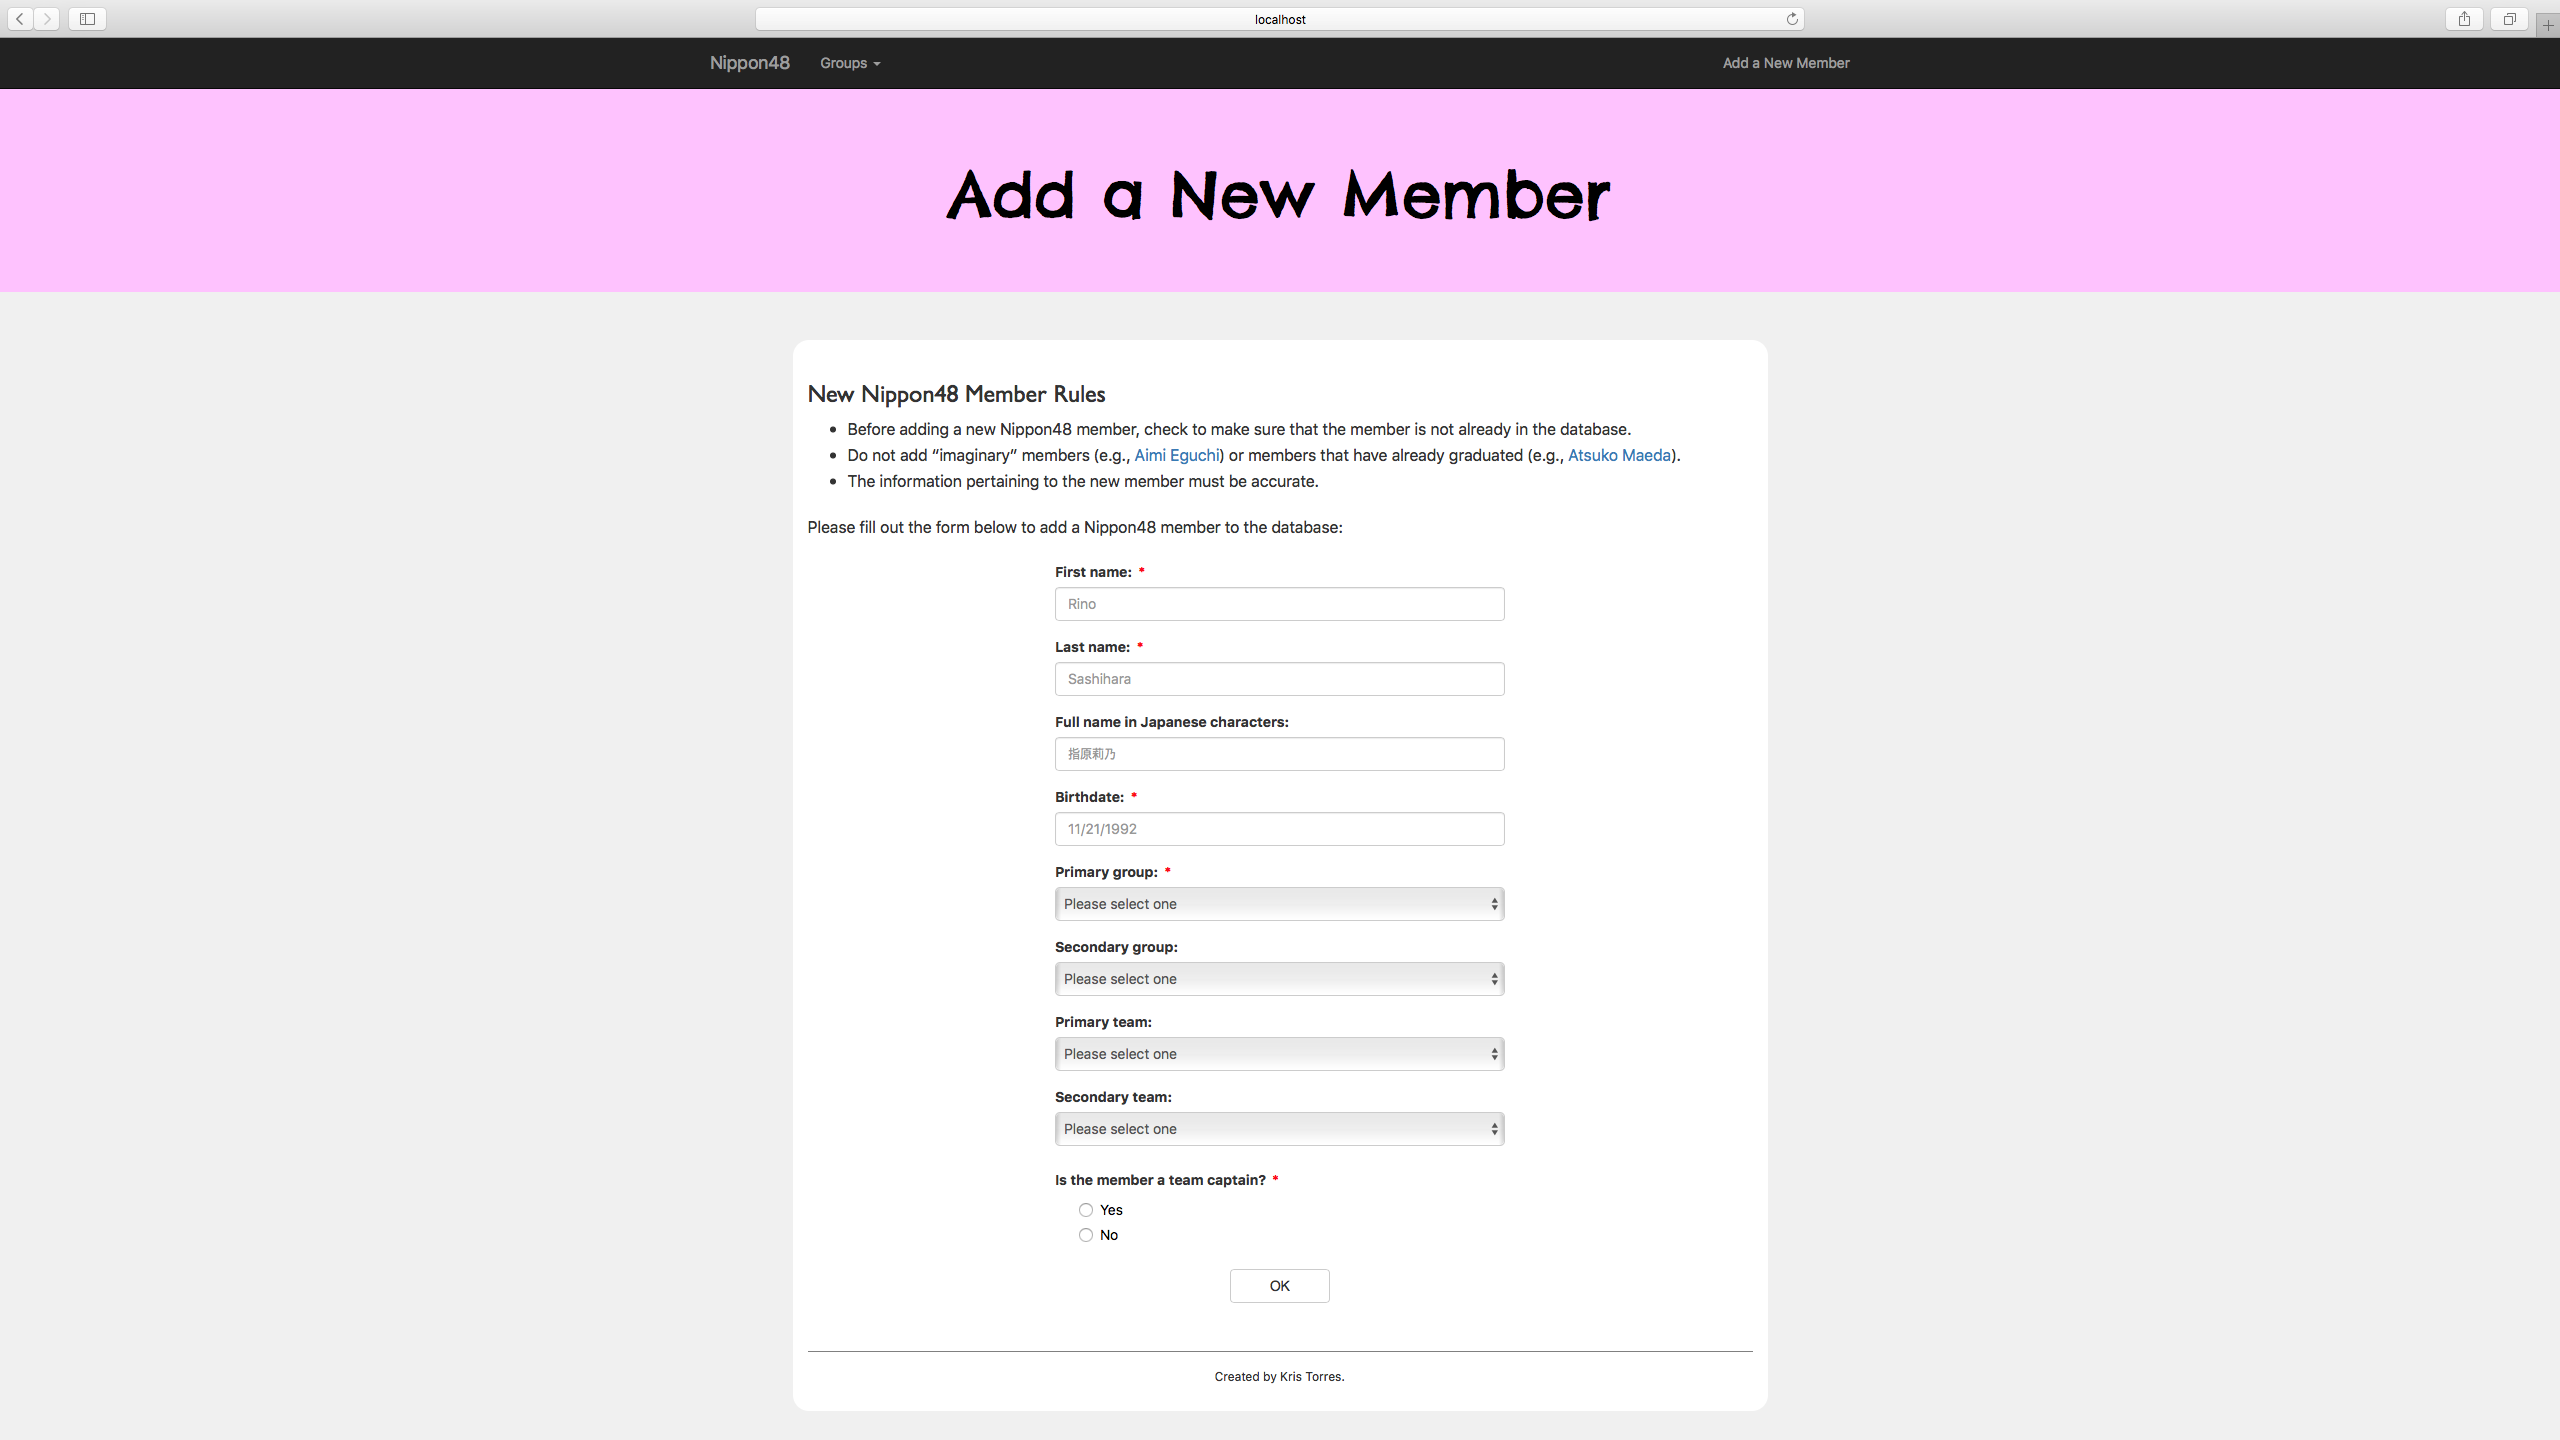 localhost
Nippon48 Groups Add a New Member
Add a New Member
New Nippon48 Member Rules
• Before adding a new Nippon48 member, check to make sure that the member is not already in the database.
• Do not add “imaginary” members (e.g., Aimi Eguchi) or members that have already graduated (e.g., Atsuko Maeda).
• The information pertaining to the new member must be accurate.
Please fill out the form below to add a Nippon48 member to the database:
First name: *
Rino
Last name: *
Sashihara
Full name in Japanese characters:
指原莉乃
Birthdate: *
11/21/1992
Primary group: *
Please select one
Secondary group:
Please select one
Primary team:
Please select one
Secondary team:
Please select one
Is the member a team captain? *
Yes
No
OK
Created by Kris Torres.